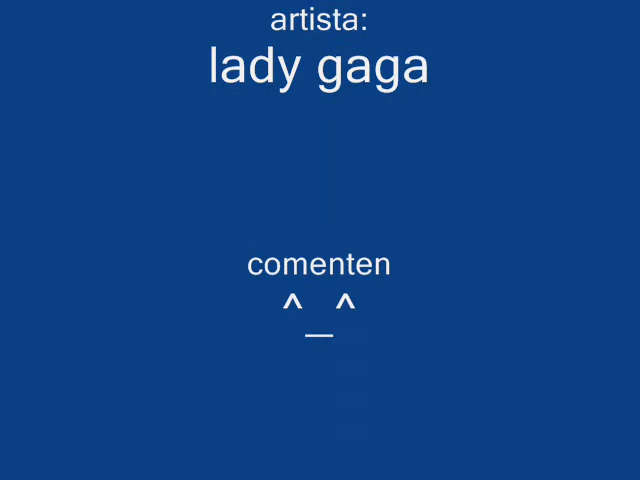 artista:
lady gaga
comenten
^_^